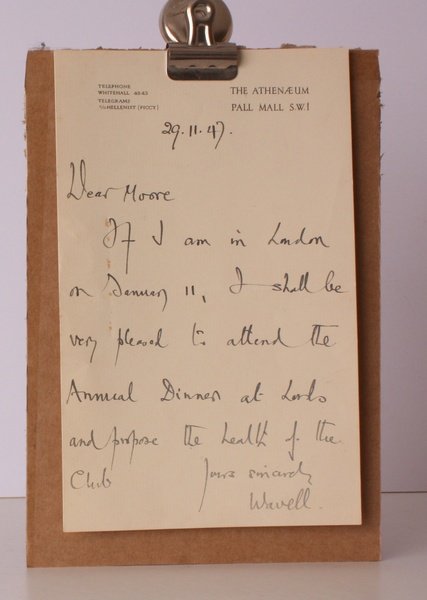 TELEPHONE
WHITEHALL 4843
TELEGRAMS
HELLENIST (PICCY)
THE ATHENÆUM
PALL MALL S.W.1
29.11.47.
Dear Moore
If I am in London
on January 11, I shall be
very pleased to attend the
Annual Dinner at Lords
and propose the health of the
Club
Yours sincerely
Wavell.